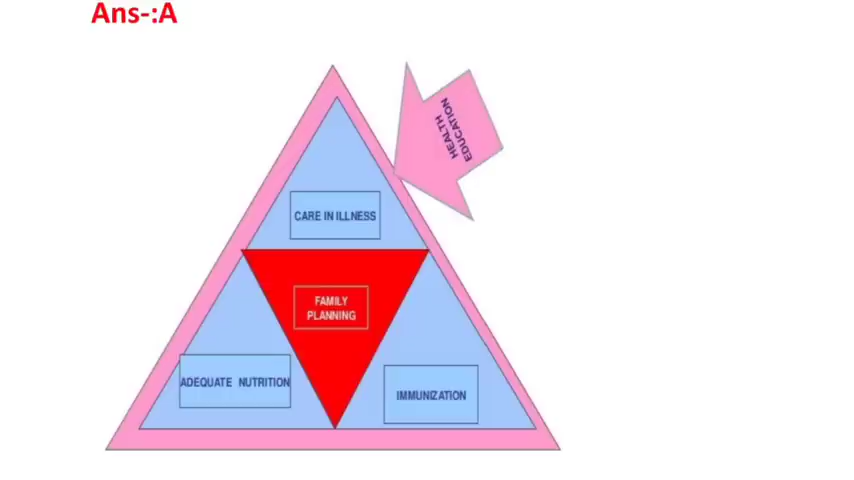 Ans-:A
HEALTH
EDUCATION
CARE IN ILLNESS
FAMILY
PLANNING
ADEQUATE NUTRITION
IMMUNIZATION